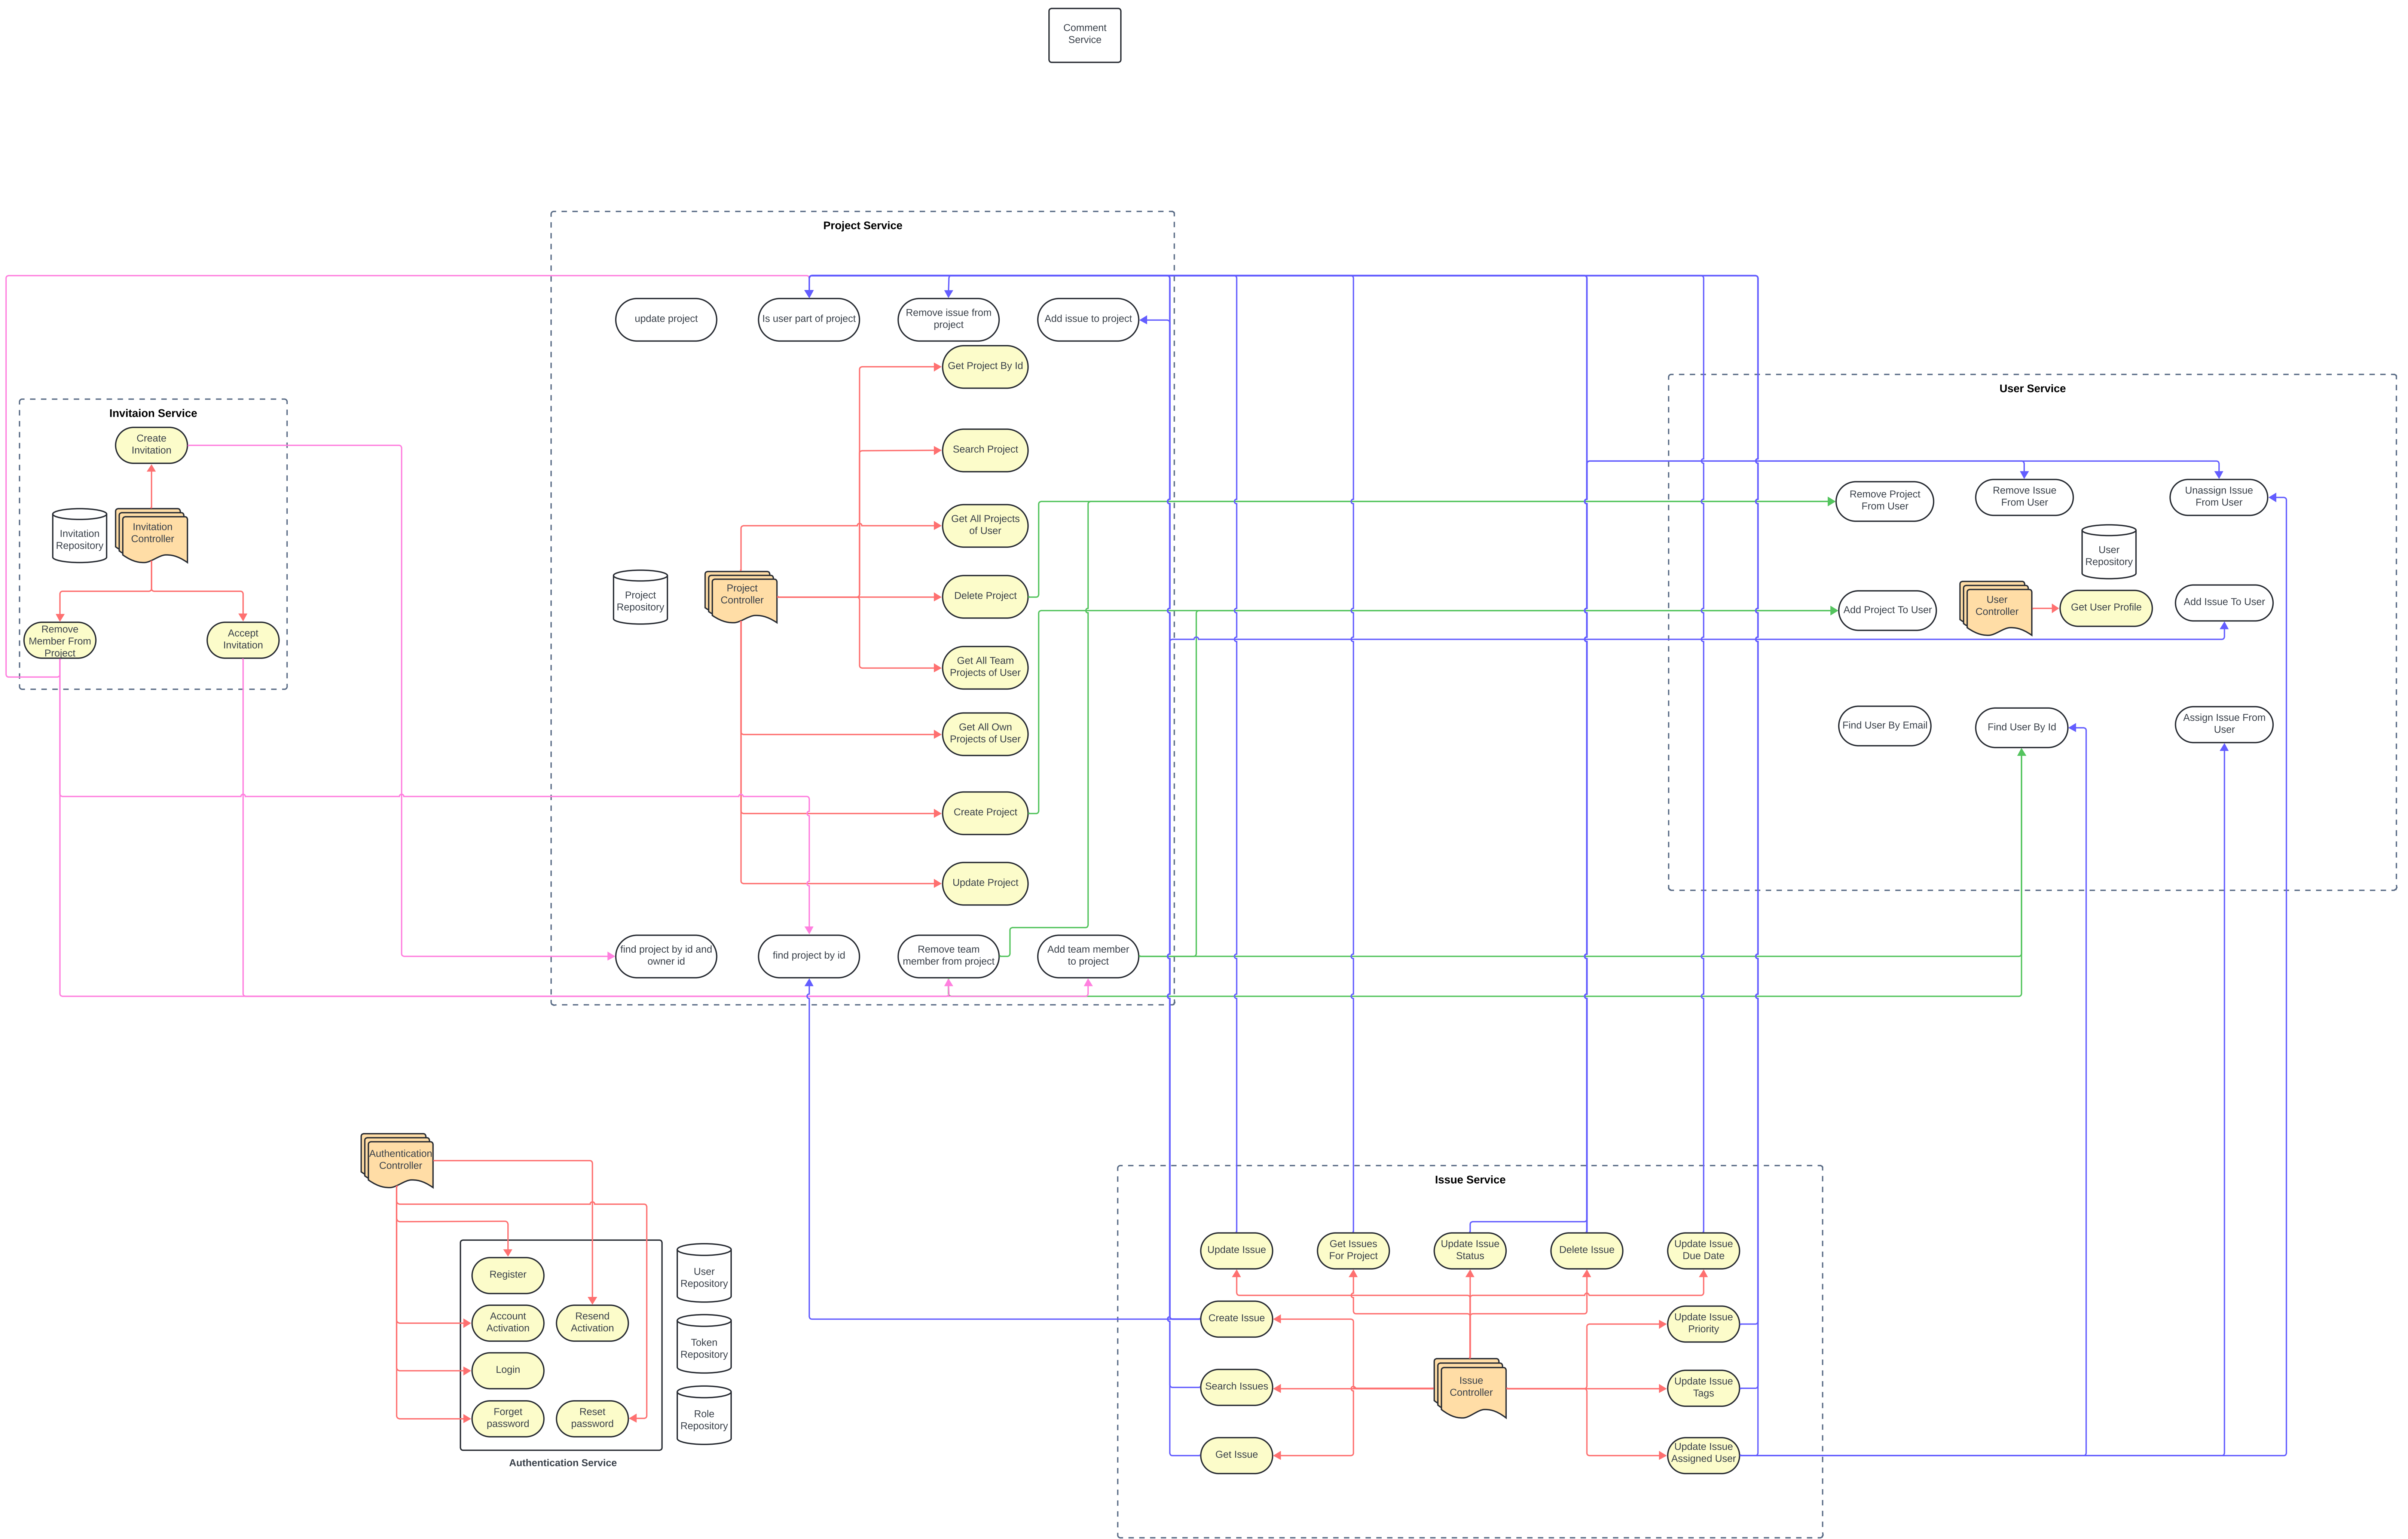 Comment
Service
Project Service
update project
Is user part of project
Remove issue from
project
Add issue to project
Get Project By Id
Search Project
Get All Projects
of User
Delete Project
Get All Team
Projects of User
Get All Own
Projects of User
Create Project
Update Project
Project
Repository
Project
Controller
find project by id and
owner id
find project by id
Remove team
member from project
Add team member
to project
Invitaion Service
Create
Invitation
Invitation
Repository
Invitation
Controller
Remove
Member From
Project
Accept
Invitation
User Service
Remove Project
From User
Remove Issue
From User
Unassign Issue
From User
User
Repository
Add Project To User
User
Controller
Get User Profile
Add Issue To User
Find User By Email
Find User By Id
Assign Issue From
User
Authentication
Controller
Register
Account
Activation
Resend
Activation
Login
Forget
password
Reset
password
Authentication Service
User
Repository
Token
Repository
Role
Repository
Issue Service
Update Issue
Get Issues
For Project
Update Issue
Status
Delete Issue
Update Issue
Due Date
Create Issue
Update Issue
Priority
Search Issues
Issue
Controller
Update Issue
Tags
Get Issue
Update Issue
Assigned User